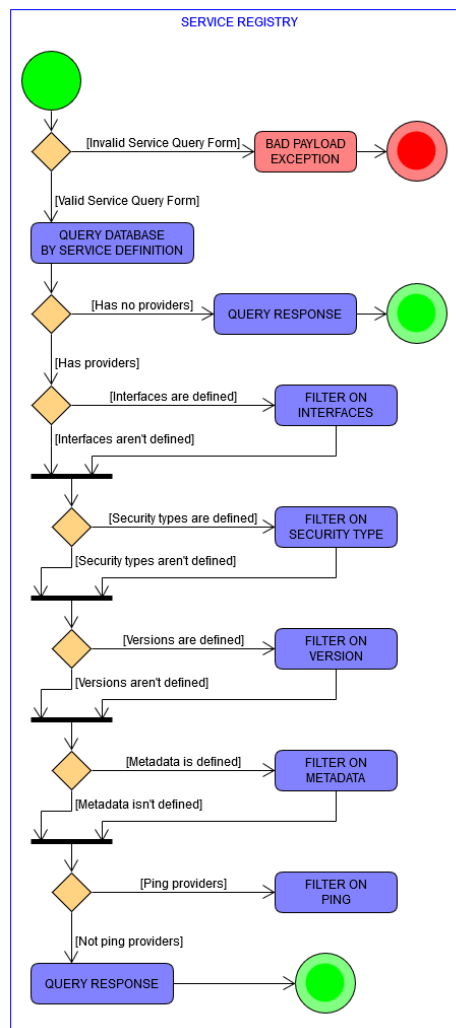 SERVICE REGISTRY
[Invalid Service Query Form]
BAD PAYLOAD
EXCEPTION
[Valid Service Query Form]
QUERY DATABASE
BY SERVICE DEFINITION
[Has no providers]
QUERY RESPONSE
[Has providers]
[Interfaces are defined]
FILTER ON
INTERFACES
[Interfaces aren't defined]
[Security types are defined]
FILTER ON
SECURITY TYPE
[Security types aren't defined]
[Versions are defined]
FILTER ON
VERSION
[Versions aren't defined]
[Metadata is defined]
FILTER ON
METADATA
[Metadata isn't defined]
[Ping providers]
FILTER ON
PING
[Not ping providers]
QUERY RESPONSE